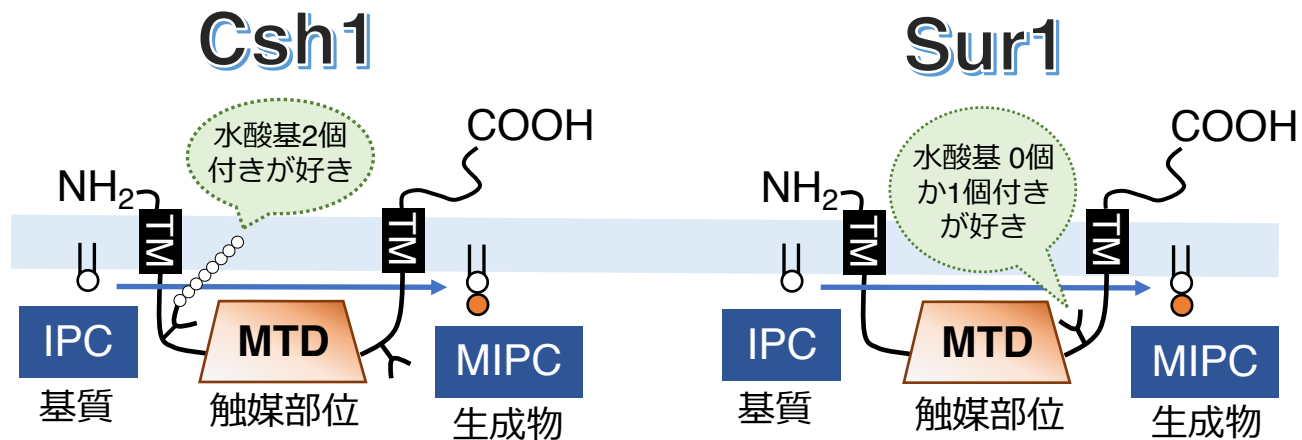 Csh1
水酸基2個
付きが好き
NH2
COOH
TM
TM
IPC
基質
MTD
触媒部位
MIPC
生成物
Sur1
水酸基 0個
か1個付き
が好き
NH2
COOH
TM
TM
IPC
基質
MTD
触媒部位
MIPC
生成物